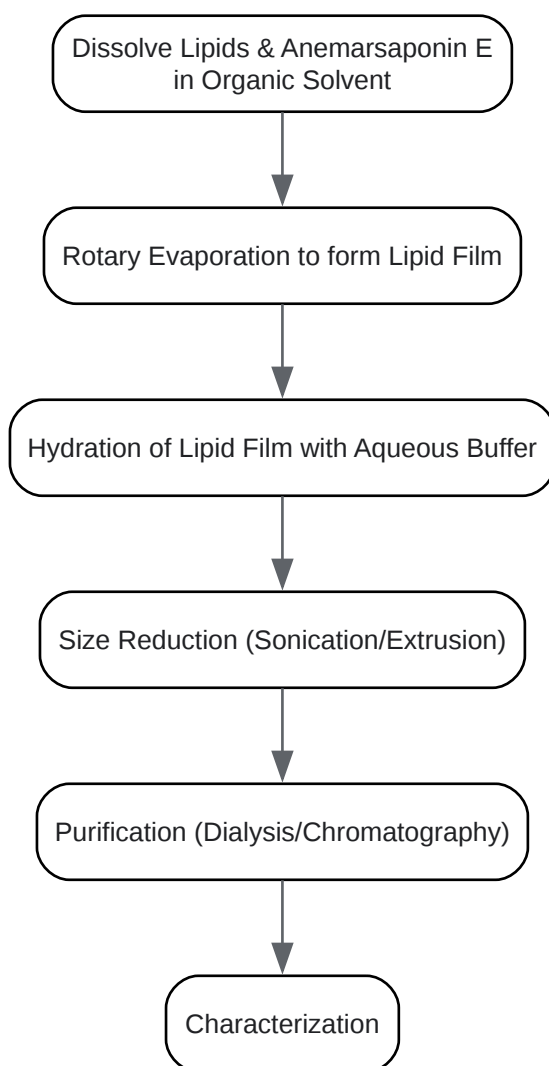 Dissolve Lipids & Anemarsaponin E
in Organic Solvent
Rotary Evaporation to form Lipid Film
Hydration of Lipid Film with Aqueous Buffer
Size Reduction (Sonication/Extrusion)
Purification (Dialysis/Chromatography)
Characterization